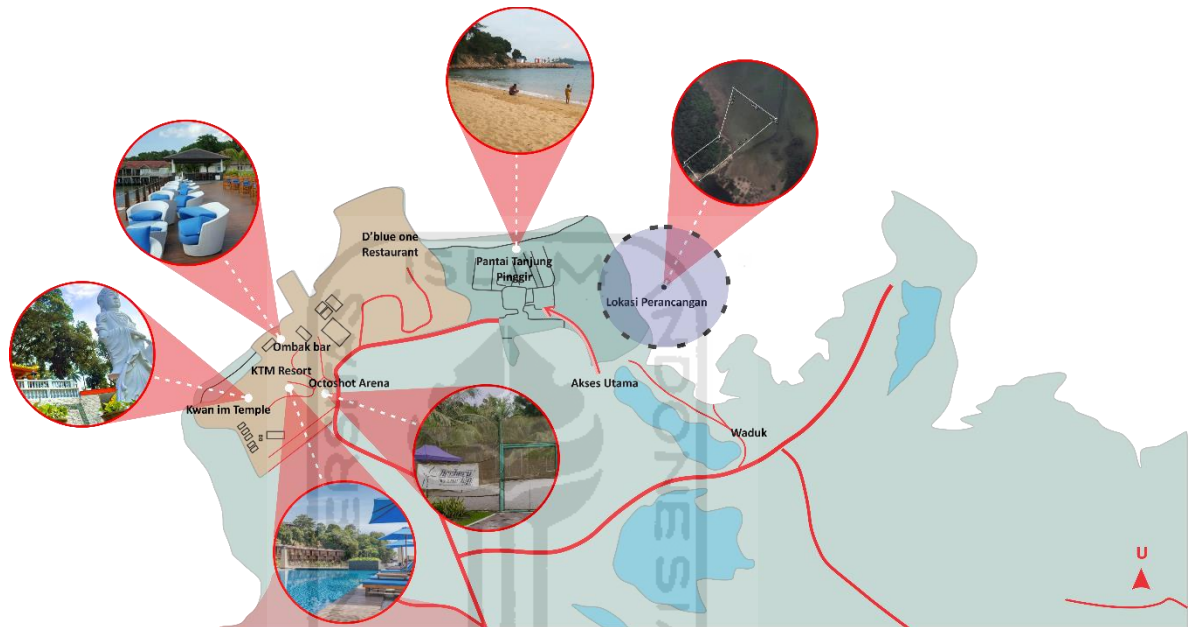 D'blue one
Restaurant
Pantai Tanjung
Pinggir
Lokasi Perancangan
Ombak bar
KTM Resort
Octoshot Arena
Akses Utama
Kwan im Temple
Waduk
U
ISLAM